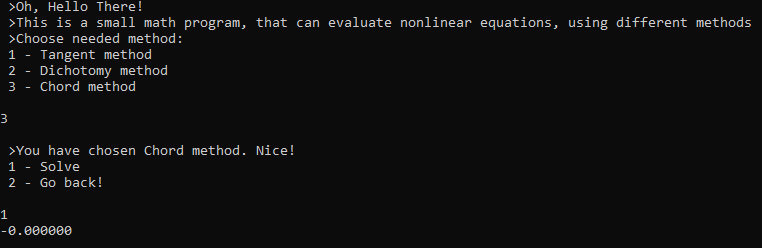 >Oh, Hello There!
>This is a small math program, that can evaluate nonlinear equations, using different methods
>Choose needed method:
1 - Tangent method
2 - Dichotomy method
3 - Chord method
3
>You have chosen Chord method. Nice!
1 - Solve
2 - Go back!
1
-0.000000